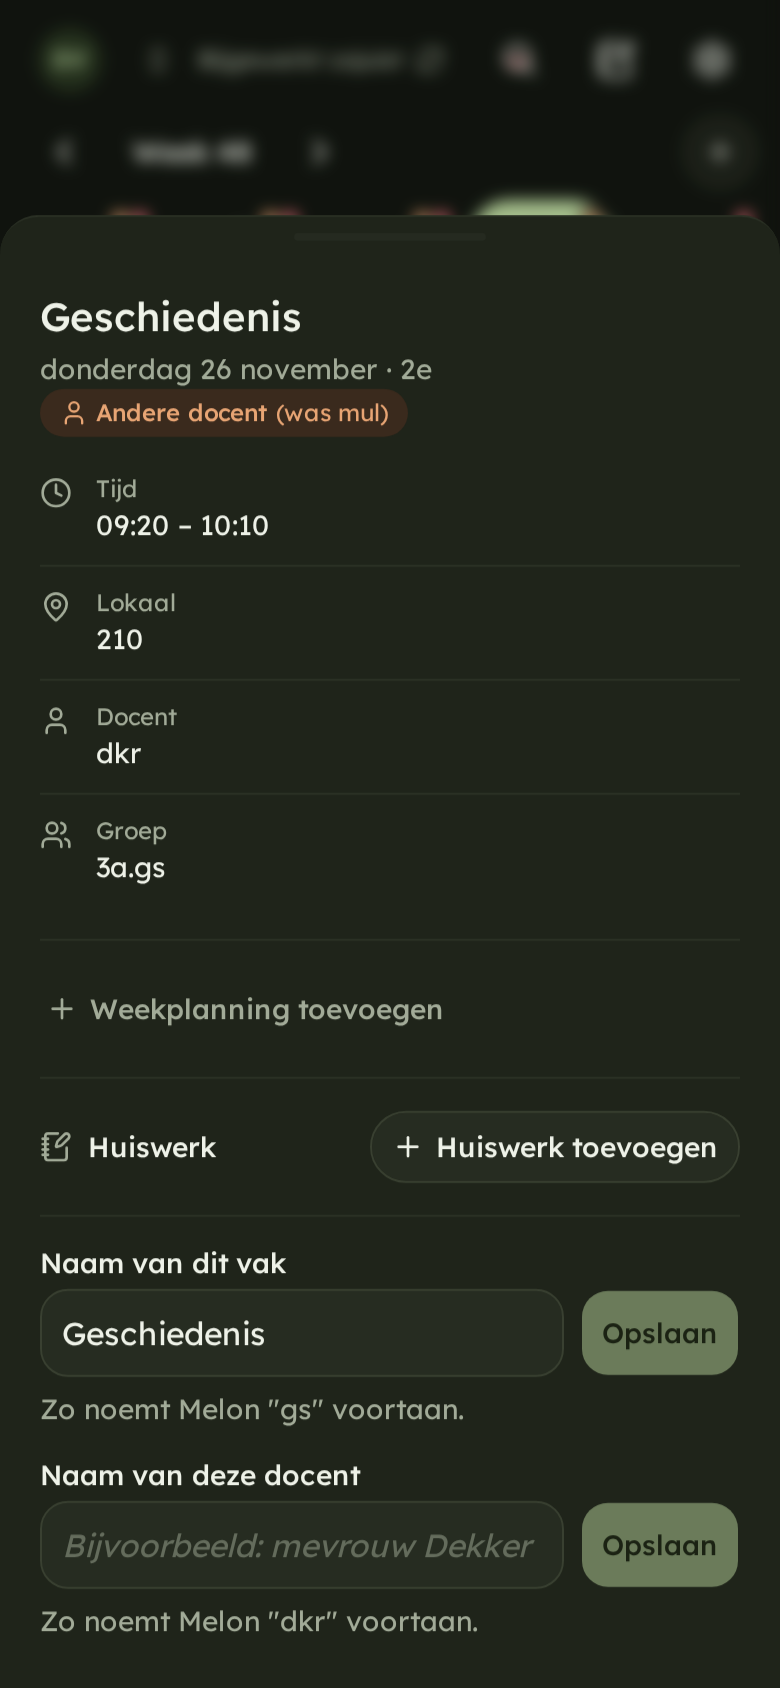 Week 48
Geschiedenis
donderdag 26 november · 2e
Andere docent (was mul)
Tijd
09:20 – 10:10
Lokaal
210
Docent
dkr
Groep
3a.gs
Weekplanning toevoegen
Huiswerk
Huiswerk toevoegen
Naam van dit vak
Geschiedenis
Opslaan
Zo noemt Melon "gs" voortaan.
Naam van deze docent
Bijvoorbeeld: mevrouw Dekker
Opslaan
Zo noemt Melon "dkr" voortaan.